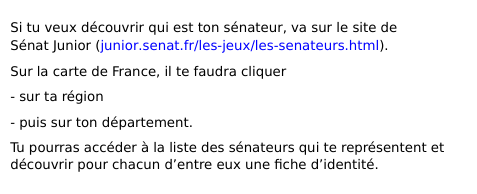 Si tu veux découvrir qui est ton sénateur, va sur le site de
Sénat Junior (junior.senat.fr/les-jeux/les-senateurs.html).
Sur la carte de France, il te faudra cliquer
- sur ta région
- puis sur ton département.
Tu pourras accéder à la liste des sénateurs qui te représentent et
découvrir pour chacun d’entre eux une fiche d’identité.